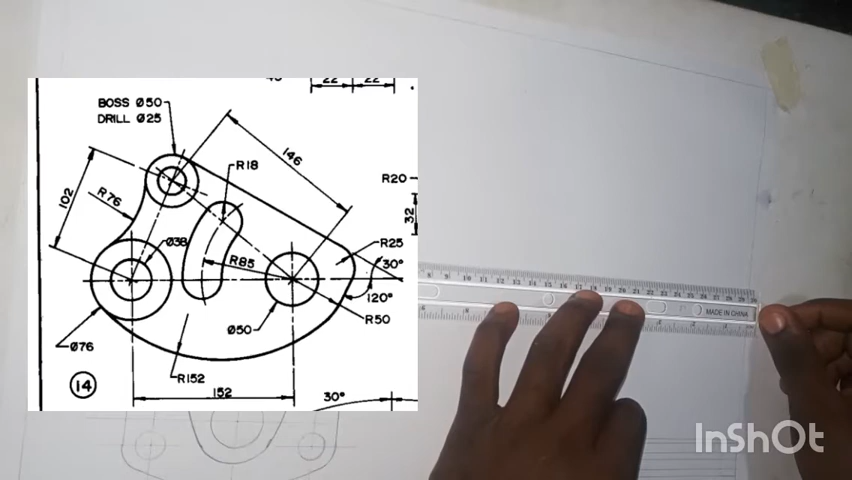 22
22
BOSS Ø50
DRILL Ø25
146
R18
R20
102
R76
32
Ø38
R85
R25
30°
120°
Ø50
R50
Ø76
R152
14
152
30°
MADE IN CHINA
InShOt